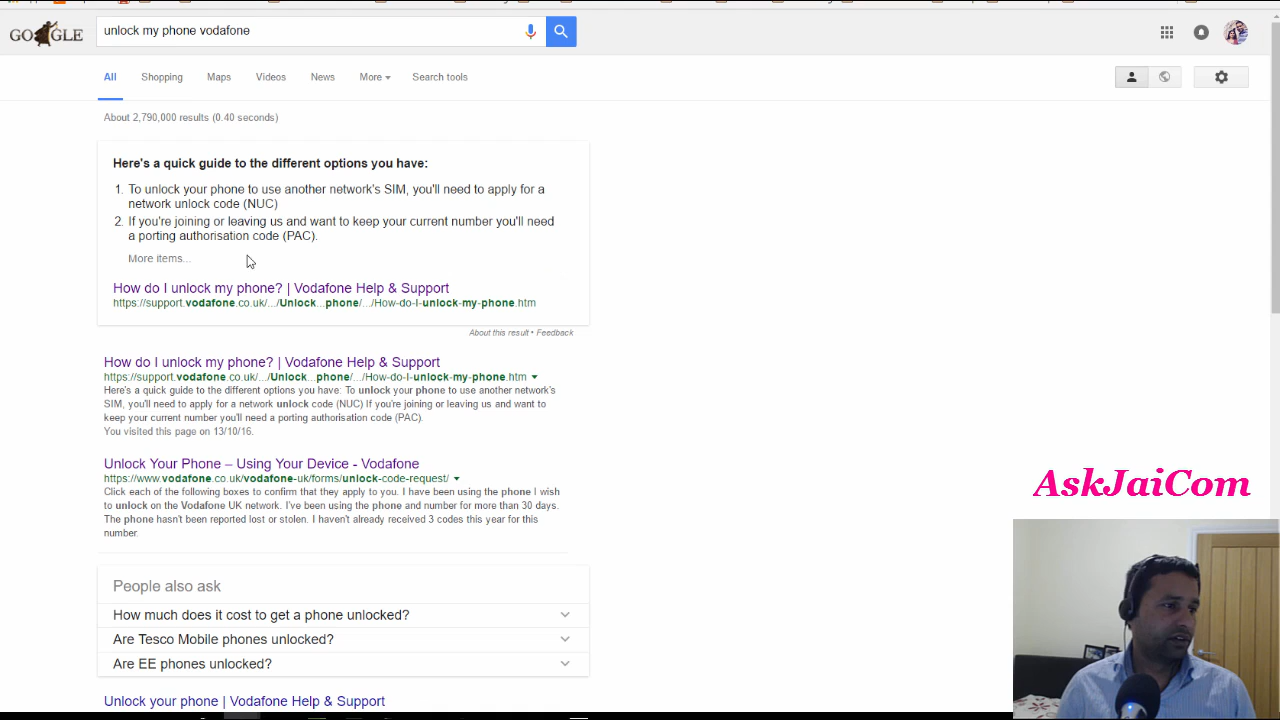 GO GLE
unlock my phone vodafone
All Shopping Maps Videos News More Search tools
About 2,790,000 results (0.40 seconds)
Here's a quick guide to the different options you have:
1. To unlock your phone to use another network's SIM, you'll need to apply for a
network unlock code (NUC)
2. If you're joining or leaving us and want to keep your current number you'll need
a porting authorisation code (PAC).
More items...
How do I unlock my phone? | Vodafone Help & Support
https://support.vodafone.co.uk/.../Unlock...phone/.../How-do-I-unlock-my-phone.htm
About this result • Feedback
How do I unlock my phone? | Vodafone Help & Support
https://support.vodafone.co.uk/.../Unlock...phone/.../How-do-I-unlock-my-phone.htm
Here's a quick guide to the different options you have: To unlock your phone to use another network's
SIM, you'll need to apply for a network unlock code (NUC) If you're joining or leaving us and want to
keep your current number you'll need a porting authorisation code (PAC).
You visited this page on 13/10/16.
Unlock Your Phone – Using Your Device - Vodafone
https://www.vodafone.co.uk/vodafone-uk/forms/unlock-code-request/
Click each of the following boxes to confirm that they apply to you. I have been using the phone I wish
to unlock on the Vodafone UK network. I've been using the phone and number for more than 30 days.
The phone hasn't been reported lost or stolen. I haven't already received 3 codes this year for this
number.
AskJaiCom
People also ask
How much does it cost to get a phone unlocked?
Are Tesco Mobile phones unlocked?
Are EE phones unlocked?
Unlock your phone | Vodafone Help & Support